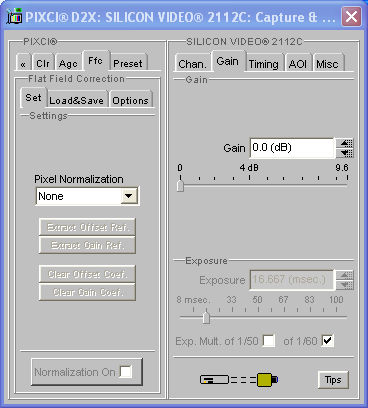 PIXCI® D2X: SILICON VIDEO® 2112C: Capture & ...
PIXCI®
« Clr Agc Ffc Preset
Flat Field Correction
Set Load&Save Options
Settings
Pixel Normalization
None
Extract Offset Ref.
Extract Gain Ref.
Clear Offset Coef.
Clear Gain Coef.
Normalization On
SILICON VIDEO® 2112C
Chan. Gain Timing AOI Misc
Gain
Gain 0.0 (dB)
0 4 dB 9.6
Exposure
Exposure 16.667 (msec.)
8 msec. 33 50 67 83 100
Exp. Mult. of 1/50 of 1/60
Tips